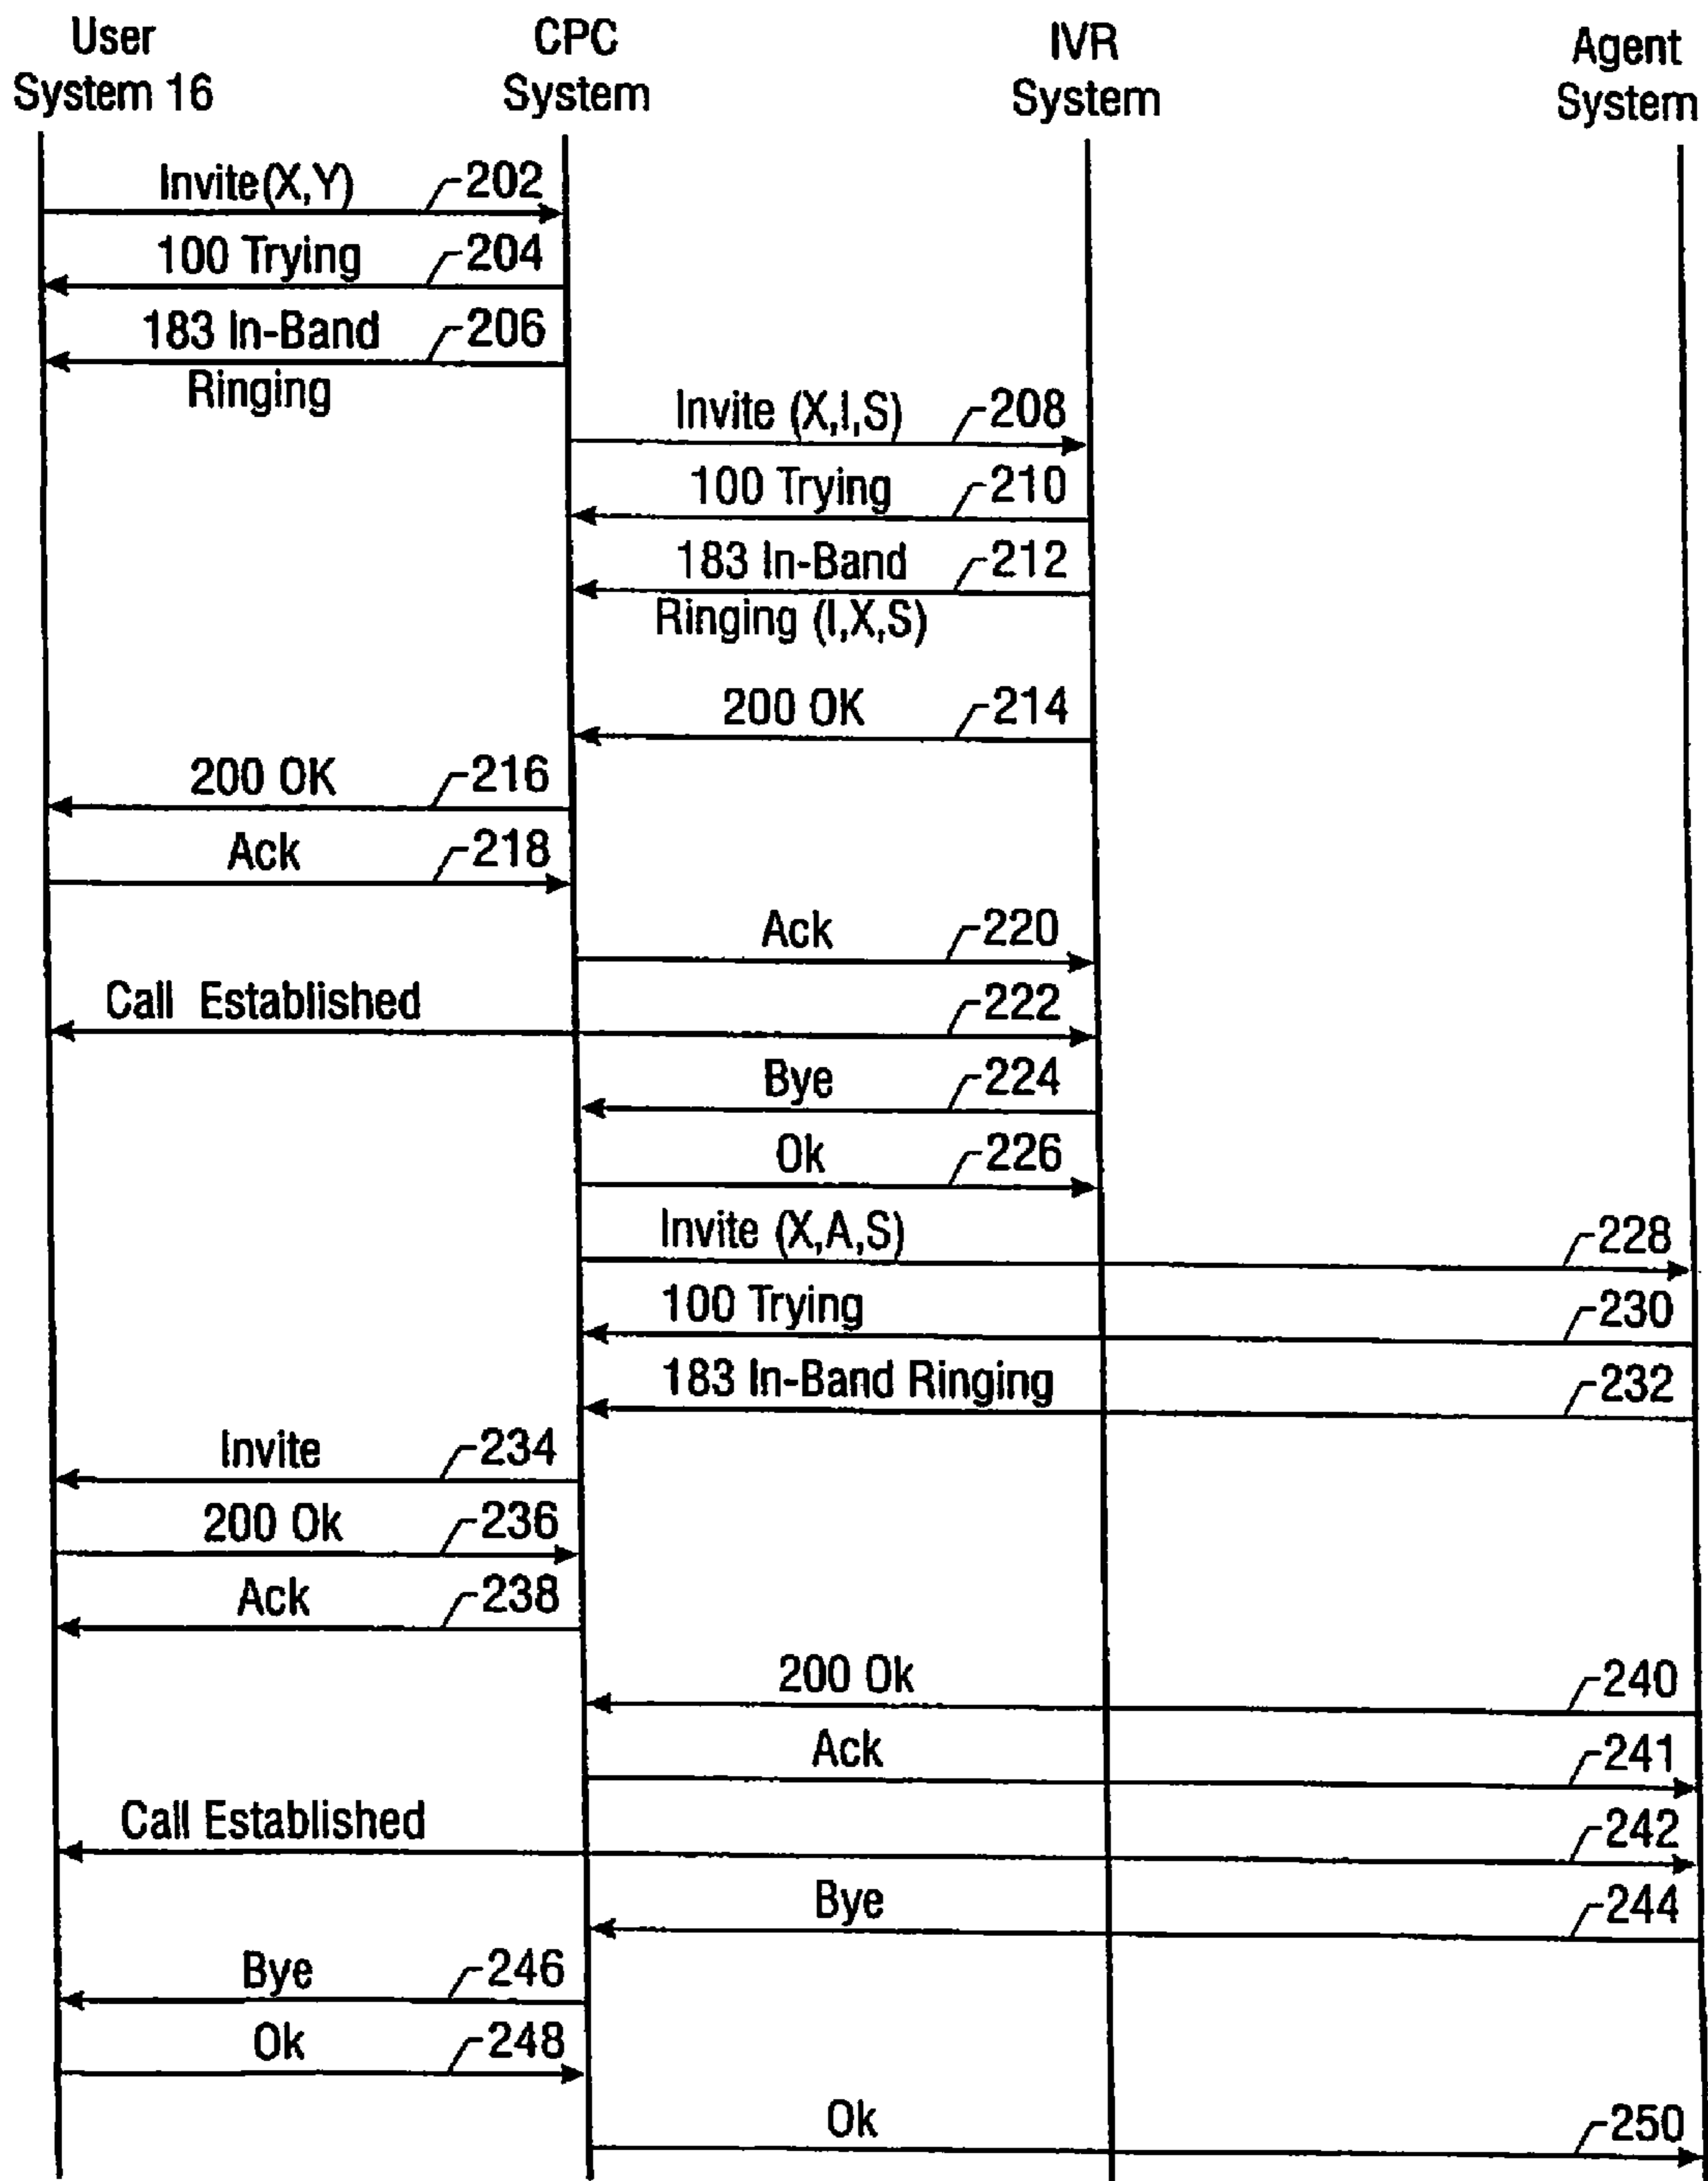 User
System 16
CPC
System
IVR
System
Agent
System
Invite(X,Y) 202
100 Trying 204
183 In-Band 206
Ringing
Invite (X,I,S) 208
100 Trying 210
183 In-Band 212
Ringing (I,X,S)
200 OK 214
200 OK 216
Ack 218
Ack 220
Call Established 222
Bye 224
Ok 226
Invite (X,A,S) 228
100 Trying 230
183 In-Band Ringing 232
Invite 234
200 Ok 236
Ack 238
200 Ok 240
Ack 241
Call Established 242
Bye 244
Bye 246
Ok 248
Ok 250